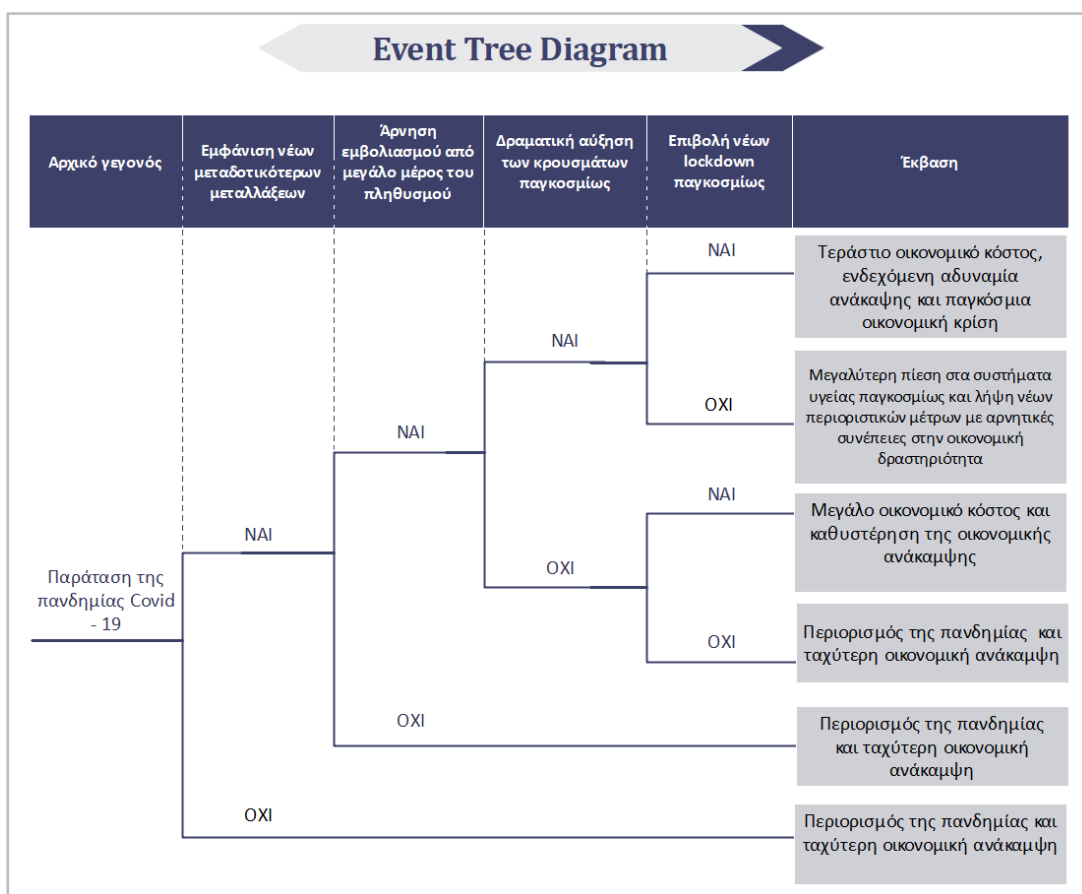 Event Tree Diagram
Αρχικό γεγονός
Εμφάνιση νέων
μεταδοτικότερων
μεταλλάξεων
Άρνηση
εμβολιασμού από
μεγάλο μέρος του
πληθυσμού
Δραματική αύξηση
των κρουσμάτων
παγκοσμίως
Επιβολή νέων
lockdown
παγκοσμίως
Έκβαση
ΝΑΙ
Τεράστιο οικονομικό κόστος,
ενδεχόμενη αδυναμία
ανάκαψης και παγκόσμια
οικονομική κρίση
ΝΑΙ
ΟΧΙ
Μεγαλύτερη πίεση στα συστήματα
υγείας παγκοσμίως και λήψη νέων
περιοριστικών μέτρων με αρνητικές
συνέπειες στην οικονομική
δραστηριότητα
ΝΑΙ
ΝΑΙ
Μεγάλο οικονομικό κόστος και
καθυστέρηση της οικονομικής
ανάκαμψης
ΝΑΙ
ΟΧΙ
Παράταση της
πανδημίας Covid
- 19
ΟΧΙ
Περιορισμός της πανδημίας και
ταχύτερη οικονομική ανάκαμψη
ΟΧΙ
Περιορισμός της πανδημίας
και ταχύτερη οικονομική
ανάκαμψη
ΟΧΙ
Περιορισμός της πανδημίας και
ταχύτερη οικονομική ανάκαμψη